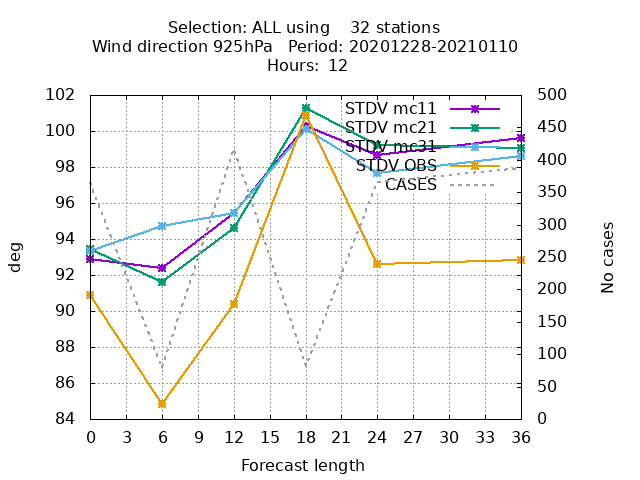 Selection: ALL using    32 stations
Wind direction 925hPa   Period: 20201228-20210110
Hours: 12
102
100
98
96
94
92
90
88
86
84
500
450
400
350
300
250
200
150
100
50
0
STDV mc11
STDV mc21
STDV mc31
STDV OBS
CASES
deg
No cases
0 3 6 9 12 15 18 21 24 27 30 33 36
Forecast length